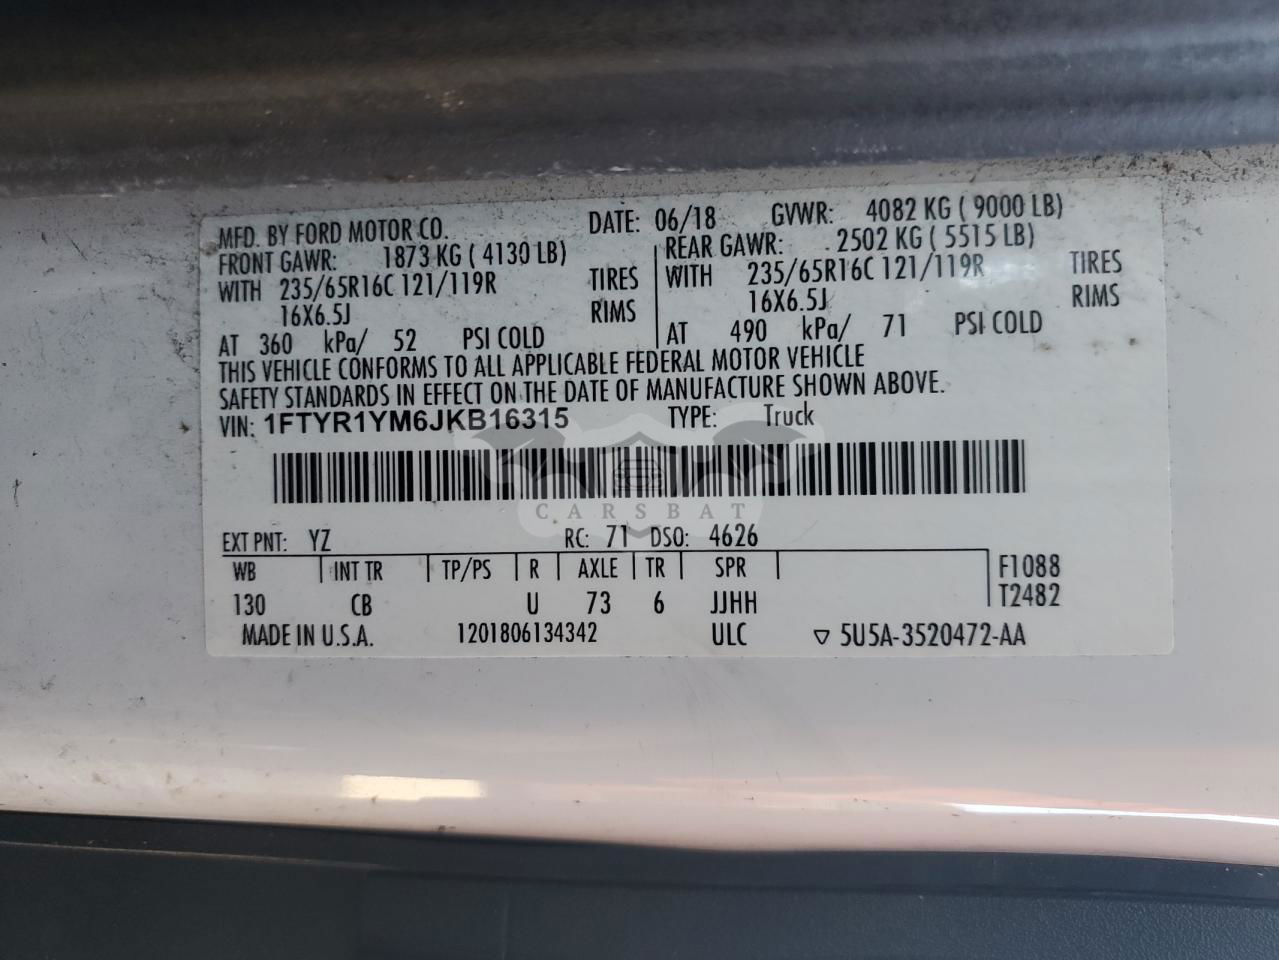 MFD. BY FORD MOTOR CO. DATE: 06/18 GVWR: 4082 KG ( 9000 LB)
FRONT GAWR: 1873 KG ( 4130 LB) REAR GAWR: 2502 KG ( 5515 LB)
WITH 235/65R16C 121/119R TIRES WITH 235/65R16C 121/119R TIRES
16X6.5J RIMS 16X6.5J RIMS
AT 360 kPa/ 52 PSI COLD AT 490 kPa/ 71 PSI COLD
THIS VEHICLE CONFORMS TO ALL APPLICABLE FEDERAL MOTOR VEHICLE
SAFETY STANDARDS IN EFFECT ON THE DATE OF MANUFACTURE SHOWN ABOVE.
VIN: 1FTYR1YM6JKB16315 TYPE: Truck
CARSBAT
EXT PNT: YZ RC: 71 DSO: 4626
WB INT TR TP/PS R AXLE TR SPR F1088
130 CB U 73 6 JJHH T2482
MADE IN U.S.A. 1201806134342 ULC ▽ 5U5A-3520472-AA